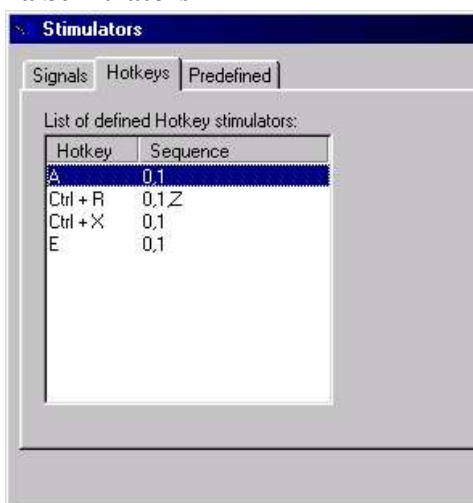 Stimulators
Signals Hotkeys Predefined
List of defined Hotkey stimulators:
Hotkey Sequence
A 0,1
Ctrl + R 0,1,Z
Ctrl + X 0,1
E 0,1